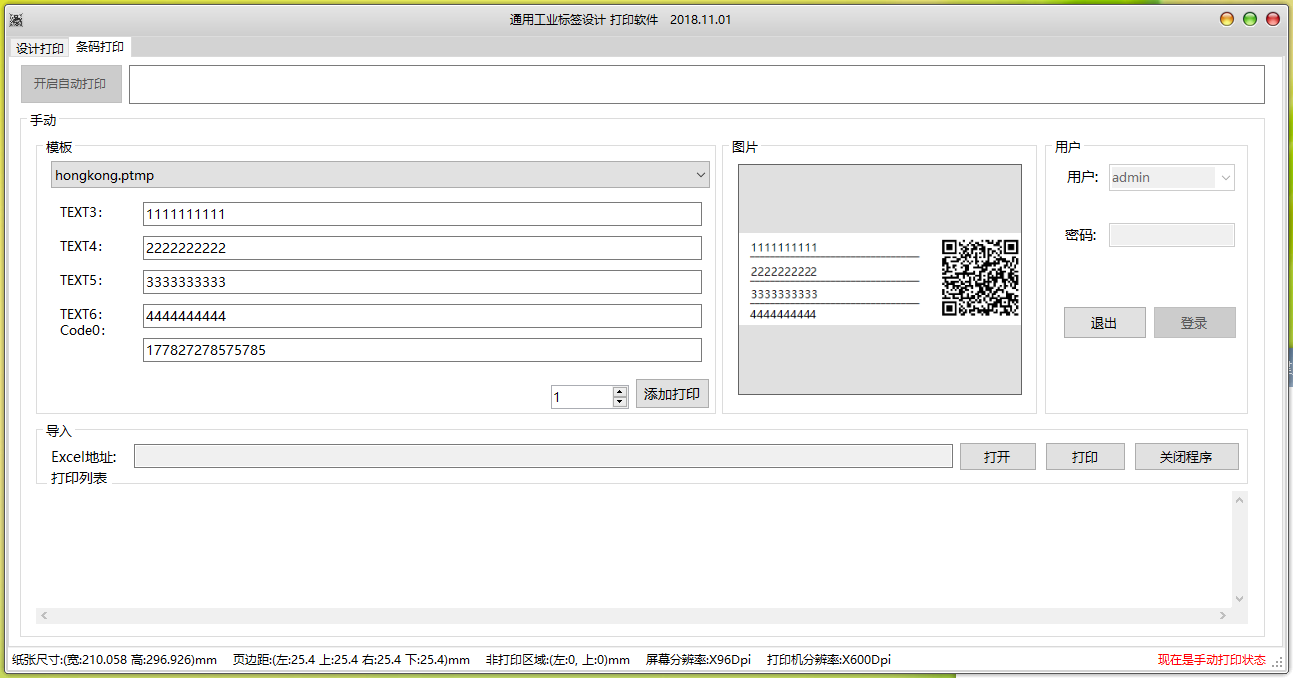 通用工业标签设计 打印软件 2018.11.01
设计打印 条码打印
开启自动打印
手动
模板
hongkong.ptmp
TEXT3: 1111111111
TEXT4: 2222222222
TEXT5: 3333333333
TEXT6: 4444444444
Code0: 177827278575785
1 添加打印
图片
1111111111
2222222222
3333333333
4444444444
用户
用户: admin
密码:
退出 登录
导入
Excel地址: 打开 打印 关闭程序
打印列表
纸张尺寸:(宽:210.058 高:296.926)mm 页边距:(左:25.4 上:25.4 右:25.4 下:25.4)mm 非打印区域:(左:0, 上:0)mm 屏幕分辨率:X96Dpi 打印机分辨率:X600Dpi 现在是手动打印状态